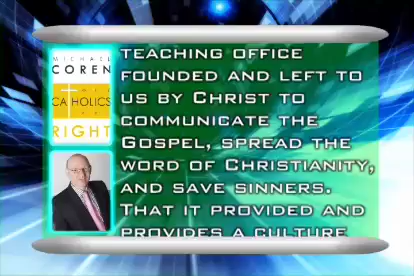 MICHAEL
COREN
WHY
CATHOLICS
ARE
RIGHT
TEACHING OFFICE
FOUNDED AND LEFT TO
US BY CHRIST TO
COMMUNICATE THE
GOSPEL, SPREAD THE
WORD OF CHRISTIANITY,
AND SAVE SINNERS.
THAT IT PROVIDED AND
PROVIDES A CULTURE